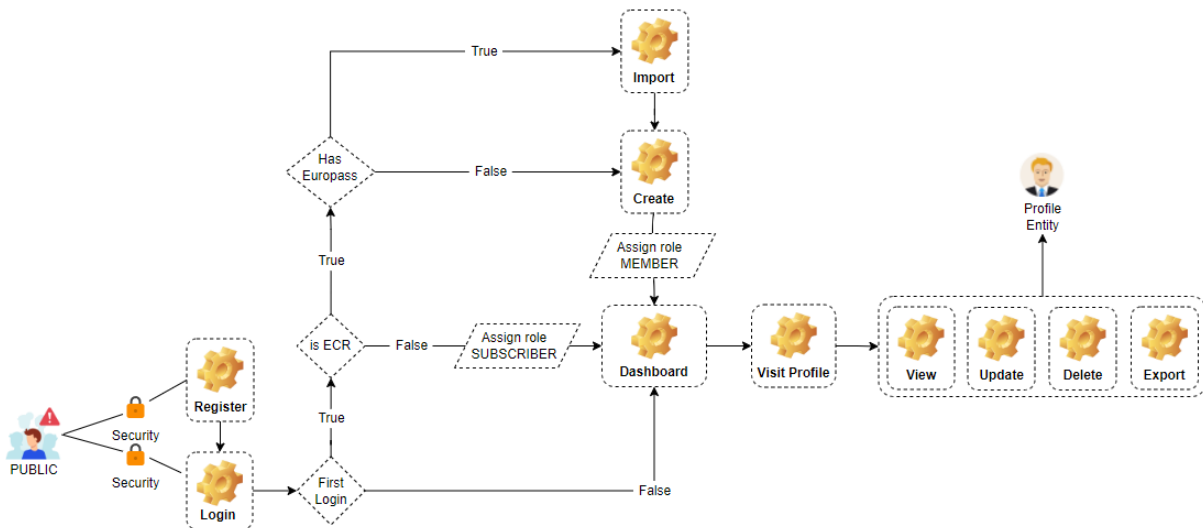 True
Import
Has
Europass
False
Create
Profile
Entity
Assign role
MEMBER
True
is ECR
False
Assign role
SUBSCRIBER
Dashboard
Visit Profile
View
Update
Delete
Export
Register
True
Security
PUBLIC
Security
Login
First
Login
False